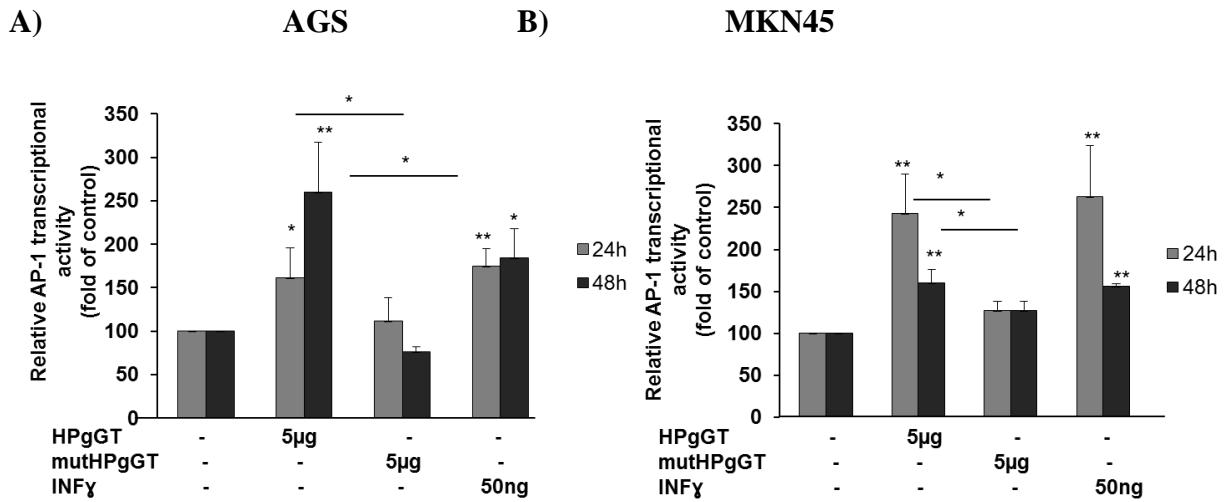 A) AGS B) MKN45
Relative AP-1 transcriptional
activity
(fold of control)
350
300
250
200
150
100
50
0
*
**
*
*
**
*
24h
48h
HPgGT - 5µg - -
mutHPgGT - - 5µg -
INFɣ - - - 50ng
Relative AP-1 transcriptional
activity
(fold of control)
350
300
250
200
150
100
50
0
**
*
*
**
**
**
24h
48h
HPgGT - 5µg - -
mutHPgGT - - 5µg -
INFɣ - - - 50ng